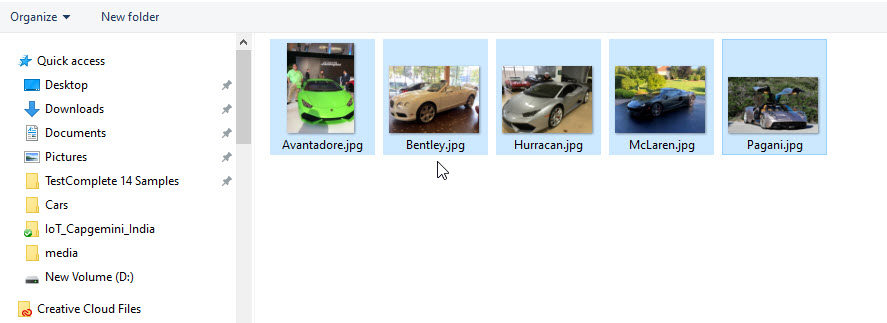 Organize New folder
Quick access
Desktop
Downloads
Documents
Pictures
TestComplete 14 Samples
Cars
IoT_Capgemini_India
media
New Volume (D:)
Creative Cloud Files
Avantadore.jpg Bentley.jpg Hurracan.jpg McLaren.jpg Pagani.jpg